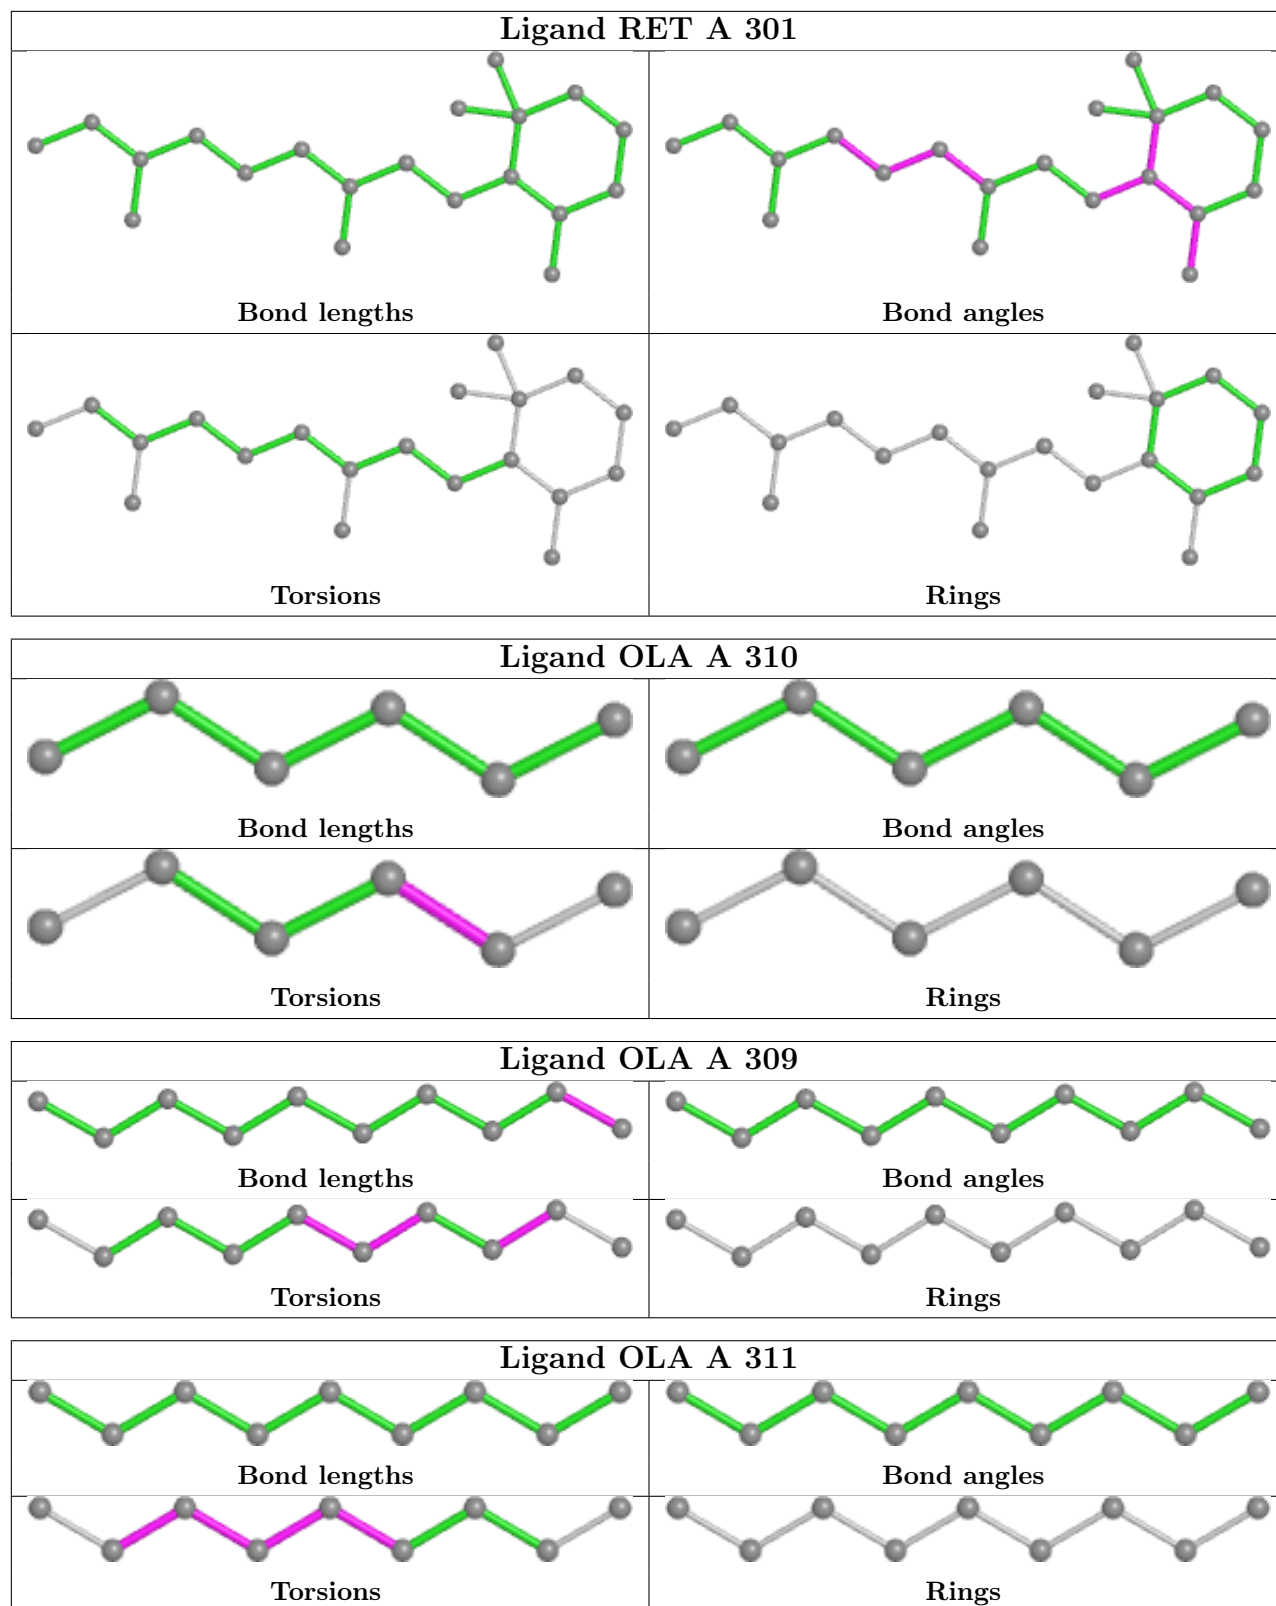 Ligand RET A 301
Bond lengths
Bond angles
Torsions
Rings
Ligand OLA A 310
Bond lengths
Bond angles
Torsions
Rings
Ligand OLA A 309
Bond lengths
Bond angles
Torsions
Rings
Ligand OLA A 311
Bond lengths
Bond angles
Torsions
Rings